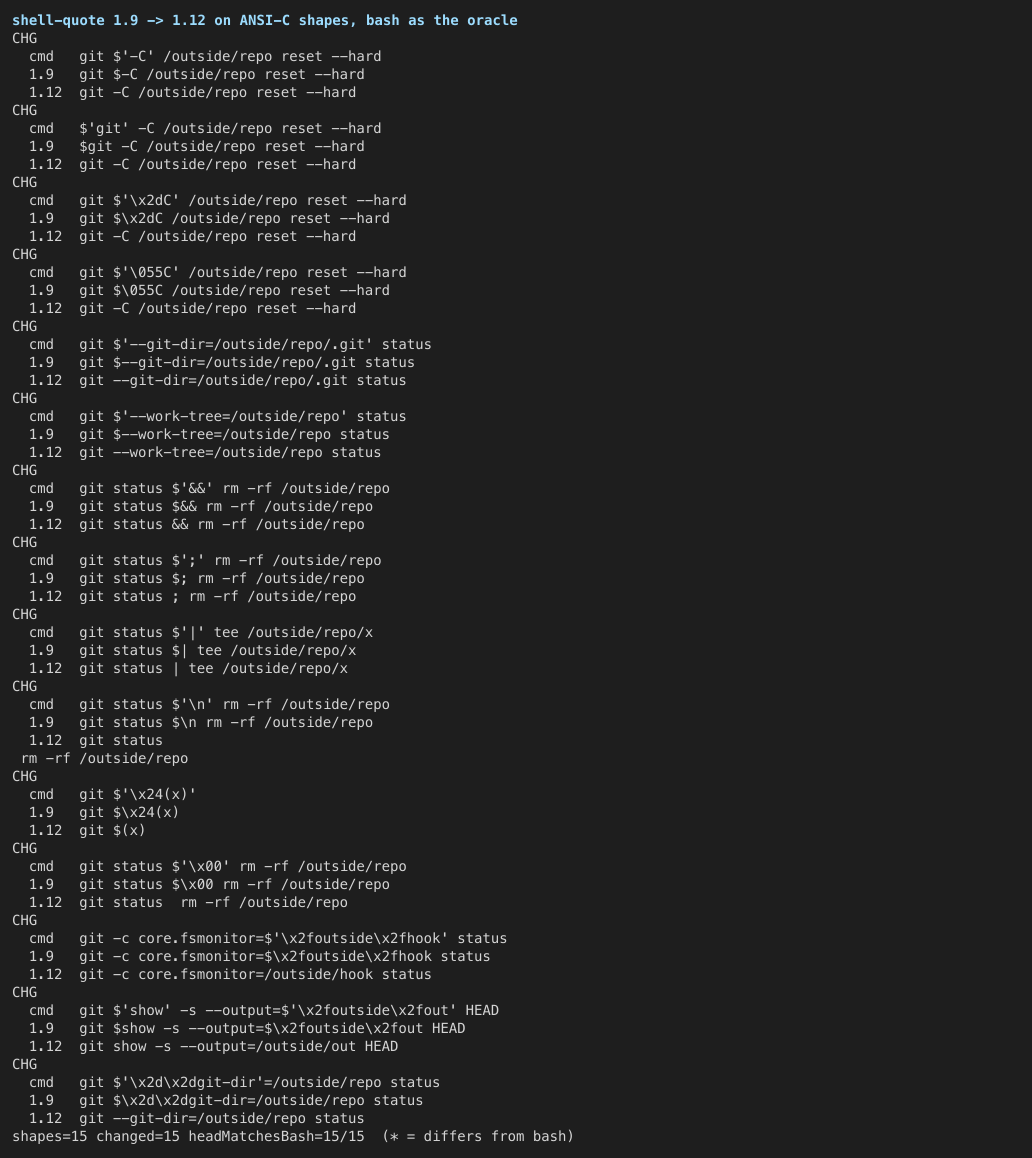 shell-quote 1.9 -> 1.12 on ANSI-C shapes, bash as the oracle
CHG
  cmd   git $'-C' /outside/repo reset --hard
  1.9   git $-C /outside/repo reset --hard
  1.12  git -C /outside/repo reset --hard
CHG
  cmd   $'git' -C /outside/repo reset --hard
  1.9   $git -C /outside/repo reset --hard
  1.12  git -C /outside/repo reset --hard
CHG
  cmd   git $'\x2dC' /outside/repo reset --hard
  1.9   git $\x2dC /outside/repo reset --hard
  1.12  git -C /outside/repo reset --hard
CHG
  cmd   git $'\055C' /outside/repo reset --hard
  1.9   git $\055C /outside/repo reset --hard
  1.12  git -C /outside/repo reset --hard
CHG
  cmd   git $'--git-dir=/outside/repo/.git' status
  1.9   git $--git-dir=/outside/repo/.git status
  1.12  git --git-dir=/outside/repo/.git status
CHG
  cmd   git $'--work-tree=/outside/repo' status
  1.9   git $--work-tree=/outside/repo status
  1.12  git --work-tree=/outside/repo status
CHG
  cmd   git status $'&&' rm -rf /outside/repo
  1.9   git status $&& rm -rf /outside/repo
  1.12  git status && rm -rf /outside/repo
CHG
  cmd   git status $';' rm -rf /outside/repo
  1.9   git status $; rm -rf /outside/repo
  1.12  git status ; rm -rf /outside/repo
CHG
  cmd   git status $'|' tee /outside/repo/x
  1.9   git status $| tee /outside/repo/x
  1.12  git status | tee /outside/repo/x
CHG
  cmd   git status $'\n' rm -rf /outside/repo
  1.9   git status $\n rm -rf /outside/repo
  1.12  git status
 rm -rf /outside/repo
CHG
  cmd   git $'\x24(x)'
  1.9   git $\x24(x)
  1.12  git $(x)
CHG
  cmd   git status $'\x00' rm -rf /outside/repo
  1.9   git status $\x00 rm -rf /outside/repo
  1.12  git status  rm -rf /outside/repo
CHG
  cmd   git -c core.fsmonitor=$'\x2foutside\x2fhook' status
  1.9   git -c core.fsmonitor=$\x2foutside\x2fhook status
  1.12  git -c core.fsmonitor=/outside/hook status
CHG
  cmd   git $'show' -s --output=$'\x2foutside\x2fout' HEAD
  1.9   git $show -s --output=$\x2foutside\x2fout HEAD
  1.12  git show -s --output=/outside/out HEAD
CHG
  cmd   git $'\x2d\x2dgit-dir'=/outside/repo status
  1.9   git $\x2d\x2dgit-dir=/outside/repo status
  1.12  git --git-dir=/outside/repo status
shapes=15 changed=15 headMatchesBash=15/15  (* = differs from bash)